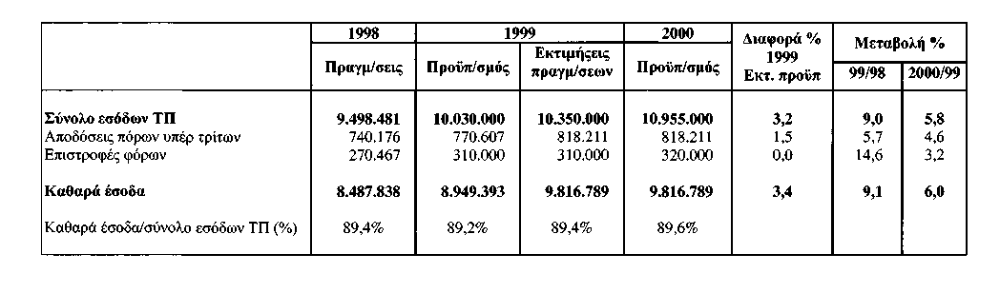 1998 1999 2000 Διαφορά % 1999 Εκτ. προϋπ Μεταβολή %
Πραγμ/σεις Προϋπ/σμός Εκτιμήσεις πραγμ/σεων Προϋπ/σμός 99/98 2000/99
Σύνολο εσόδων ΤΠ 9.498.481 10.030.000 10.350.000 10.955.000 3,2 9,0 5,8
Αποδόσεις πόρων υπέρ τρίτων 740.176 770.607 818.211 818.211 1,5 5,7 4,6
Επιστροφές φόρων 270.467 310.000 310.000 320.000 0,0 14,6 3,2
Καθαρά έσοδα 8.487.838 8.949.393 9.816.789 9.816.789 3,4 9,1 6,0
Καθαρά έσοδα/σύνολο εσόδων ΤΠ (%) 89,4% 89,2% 89,4% 89,6%